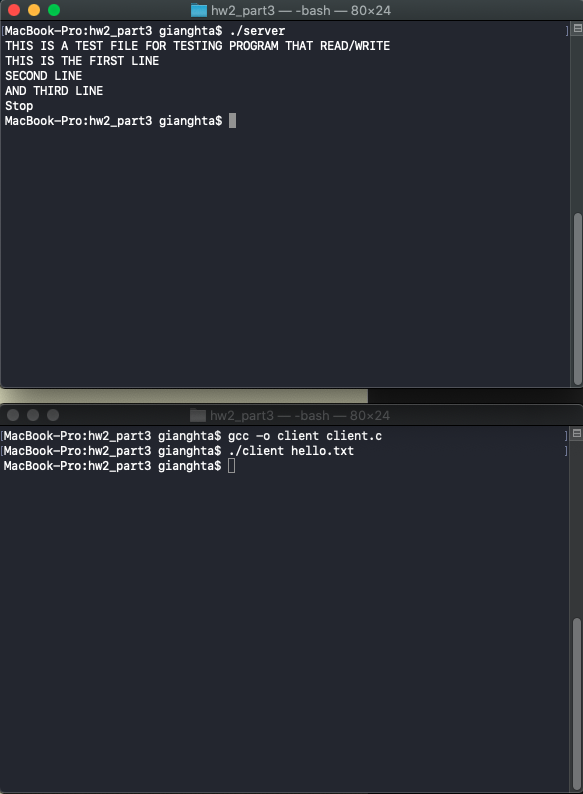 hw2_part3 — -bash — 80×24
[MacBook-Pro:hw2_part3 gianghta$ ./server ]
THIS IS A TEST FILE FOR TESTING PROGRAM THAT READ/WRITE
THIS IS THE FIRST LINE
SECOND LINE
AND THIRD LINE
Stop
MacBook-Pro:hw2_part3 gianghta$
hw2_part3 — -bash — 80×24
[MacBook-Pro:hw2_part3 gianghta$ gcc -o client client.c ]
[MacBook-Pro:hw2_part3 gianghta$ ./client hello.txt ]
MacBook-Pro:hw2_part3 gianghta$